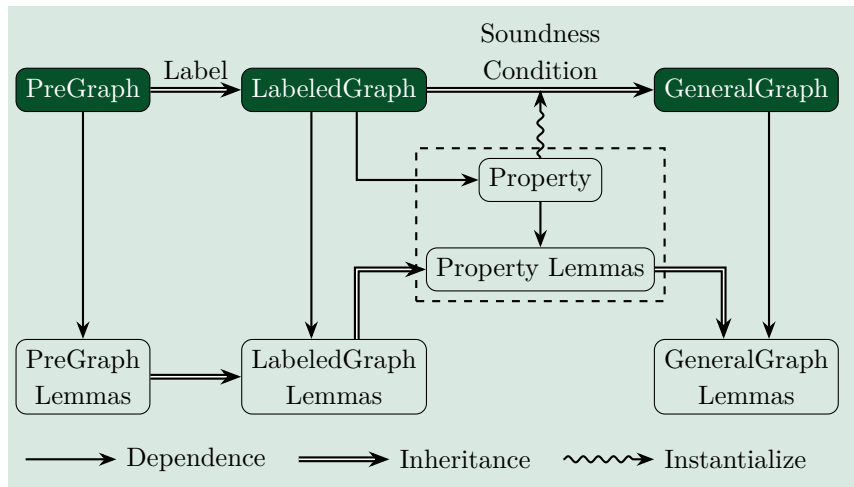 Soundness
Condition
Label
PreGraph
LabeledGraph
GeneralGraph
Property
Property Lemmas
PreGraph
Lemmas
LabeledGraph
Lemmas
GeneralGraph
Lemmas
Dependence
Inheritance
Instantialize